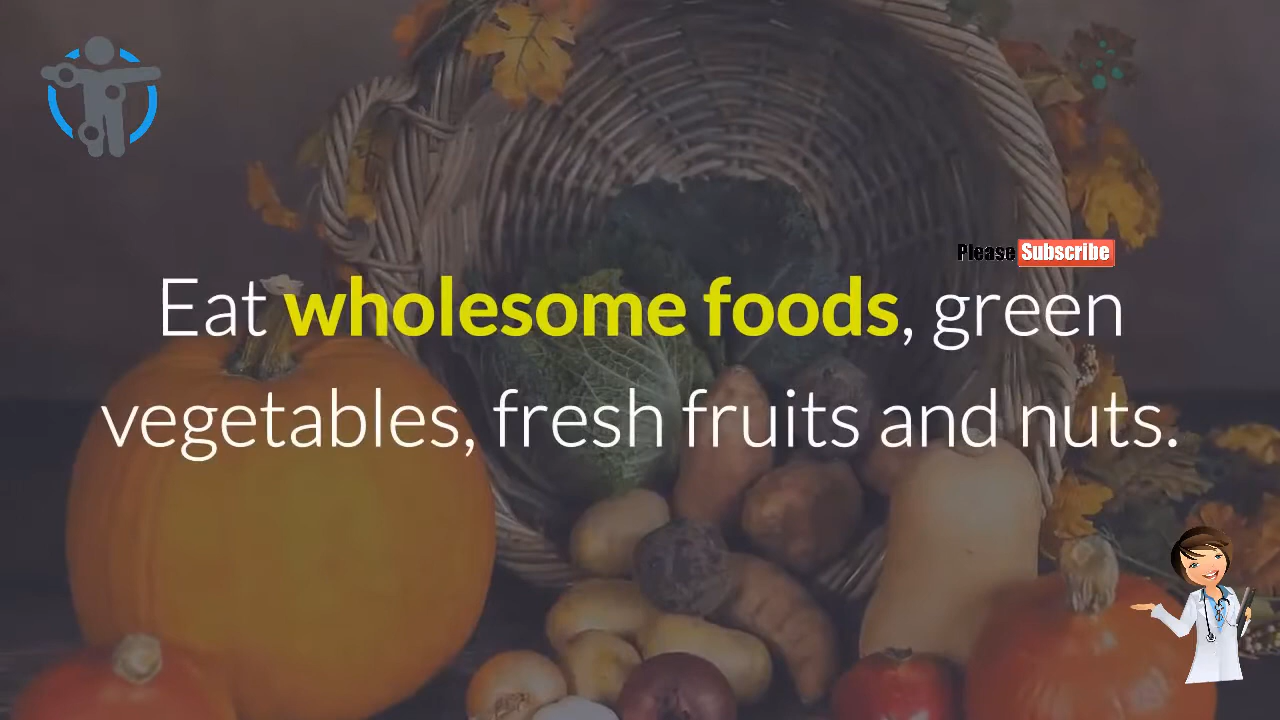 Please Subscribe
Eat wholesome foods, green
vegetables, fresh fruits and nuts.